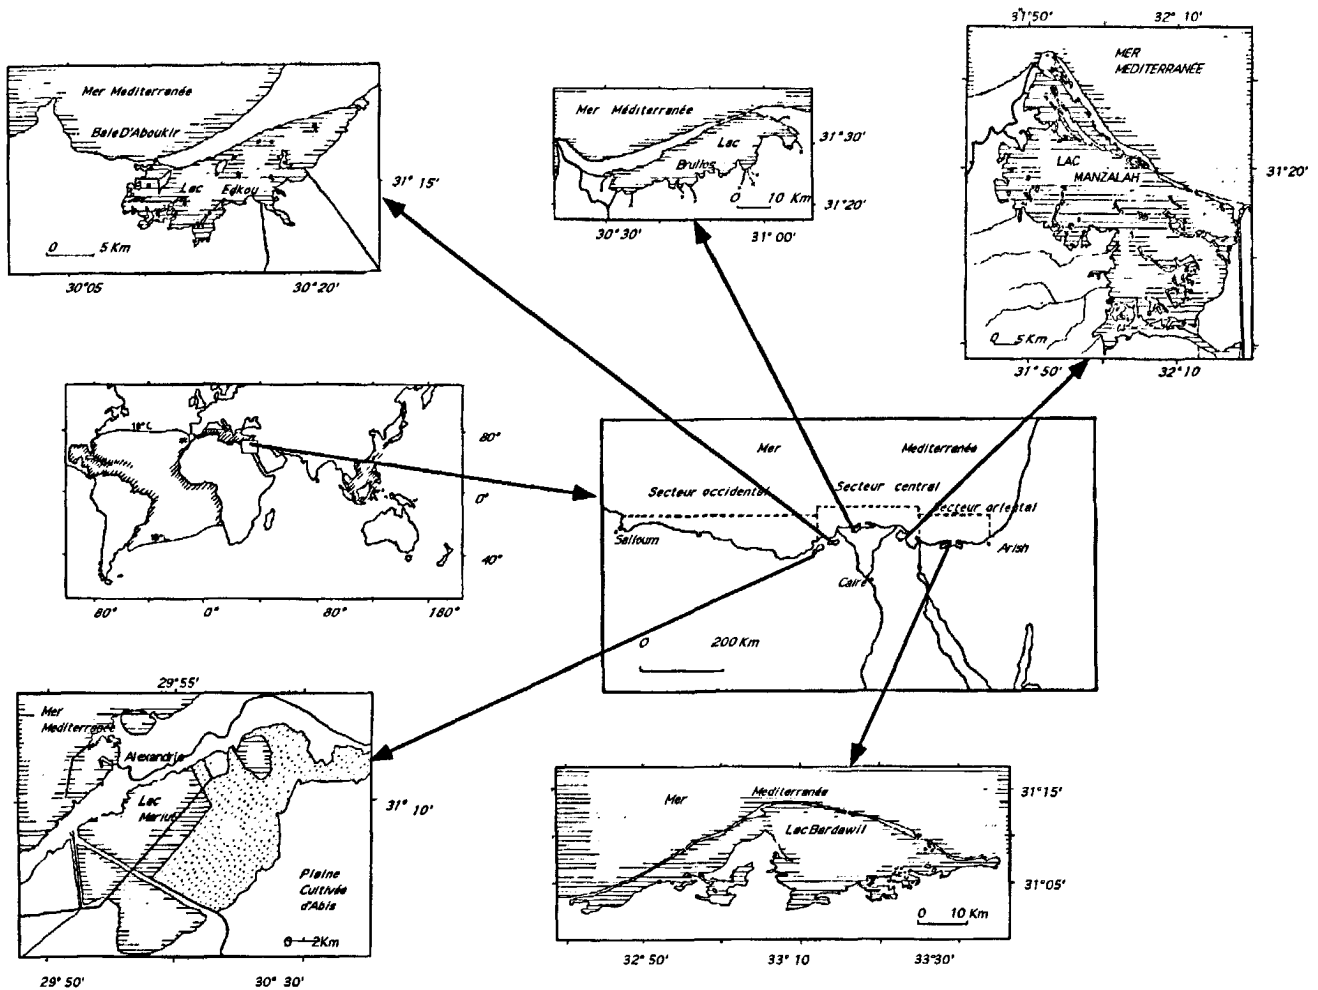 31°50' 32°10'
MER
MEDITERRANÉE
LAC
MANZALAH
31°20'
0 5 Km
31°50' 32°10'
Mer Mediterranée
Baie D'Aboukir
Lac Edkou
0 5 Km
31° 15'
30°05 30°20'
Mer Méditerranée
Lac
Brullos
0 10 Km
31°30'
31°20'
30°30' 31°00'
18°C
80°
0°
40°
80° 0° 80° 180°
Mer Mediterranée
Secteur occidental
Secteur central
Secteur oriental
Salloum
Arish
Caire
0 200 Km
29°55'
Mer
Mediterranée
Alexandrie
Lac
Mariut
Plaine
Cultivée
d'Abis
0 2Km
31° 10'
29°50' 30° 30'
Mer Mediterranée
Lac Bardawil
0 10 Km
31°15'
31°05'
32°50' 33°10 33°30'